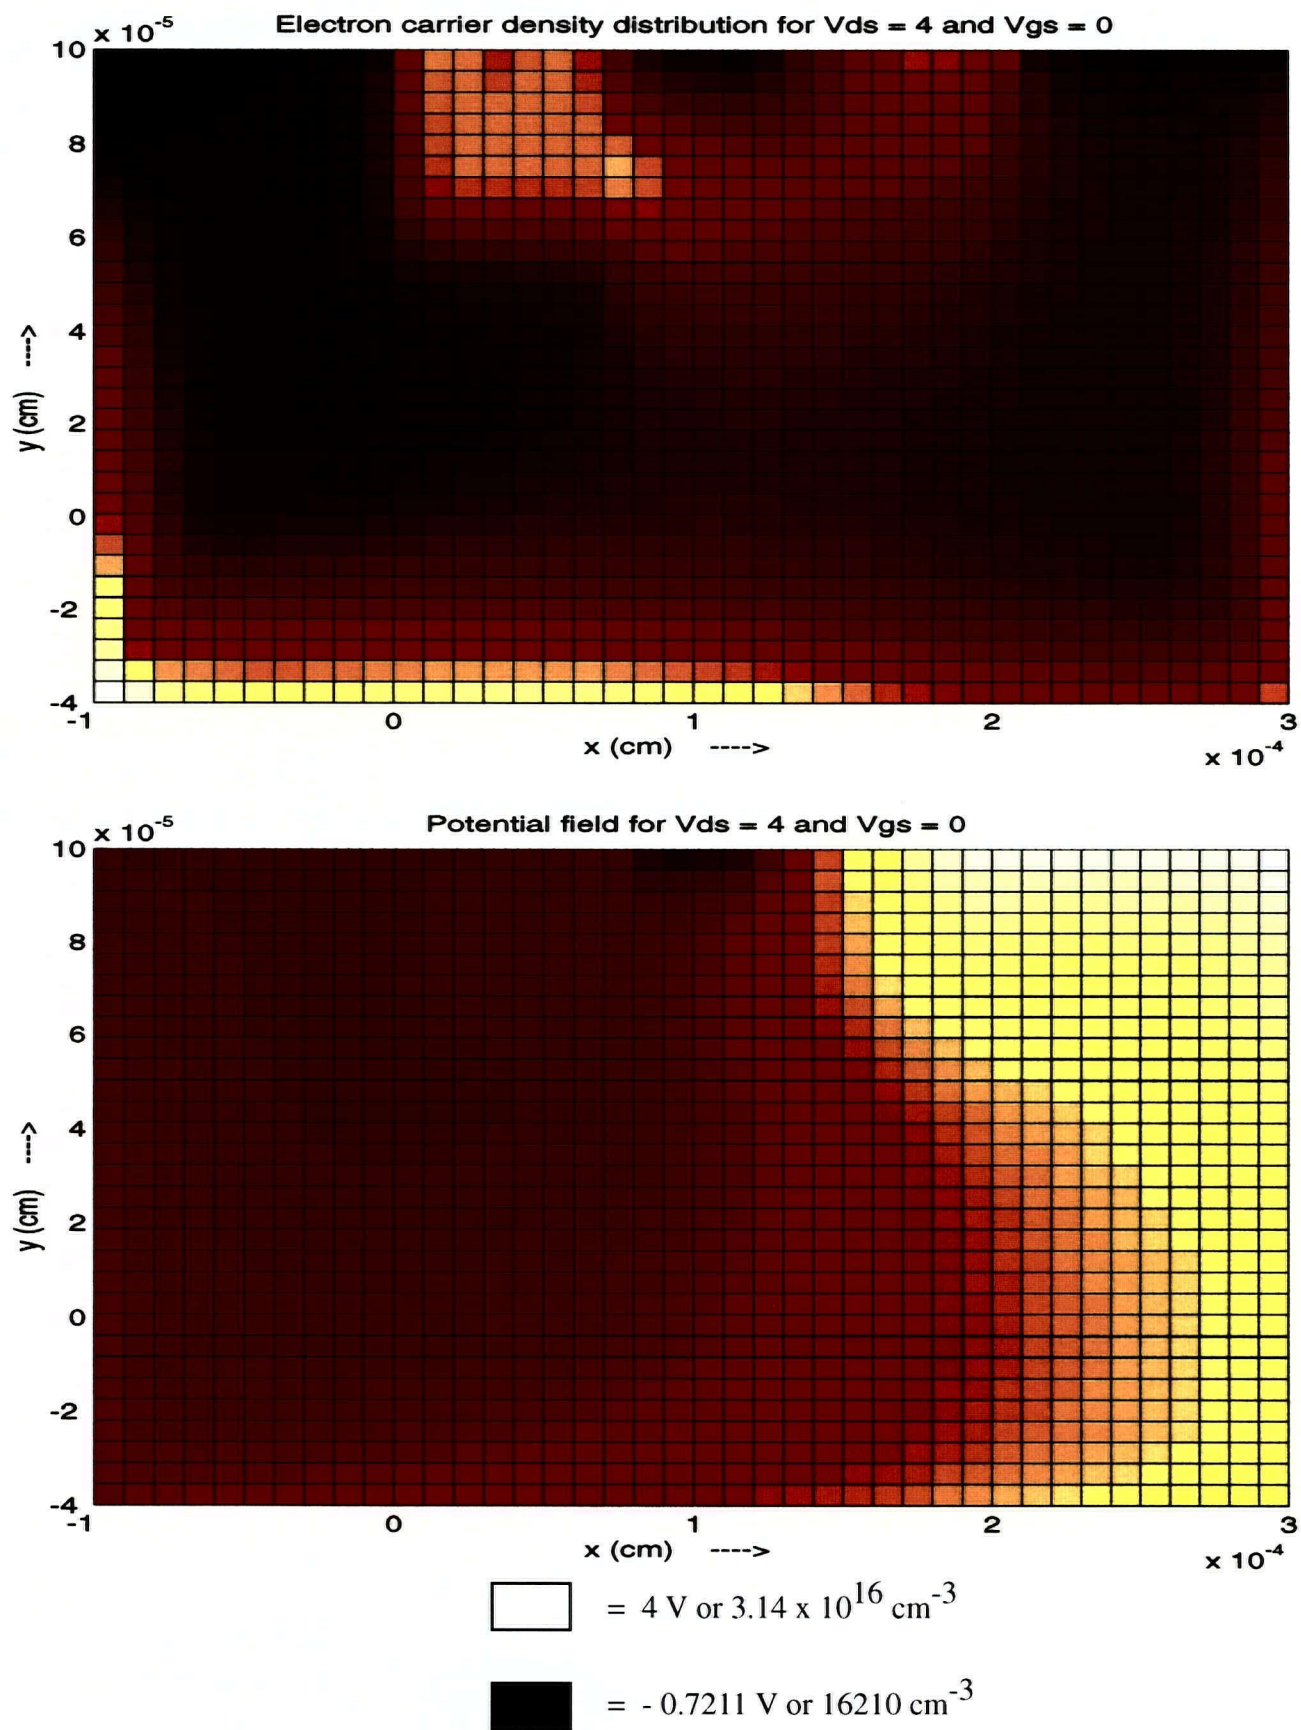 Electron carrier density distribution for Vds = 4 and Vgs = 0
x 10-5
10
8
6
4
2
0
-2
-4
y (cm) ---->
-1 0 1 2 3
x (cm) ---->
x 10-4
Potential field for Vds = 4 and Vgs = 0
x 10-5
10
8
6
4
2
0
-2
-4
y (cm) ---->
-1 0 1 2 3
x (cm) ---->
x 10-4
= 4 V or 3.14 x 10^16 cm^-3
= - 0.7211 V or 16210 cm^-3